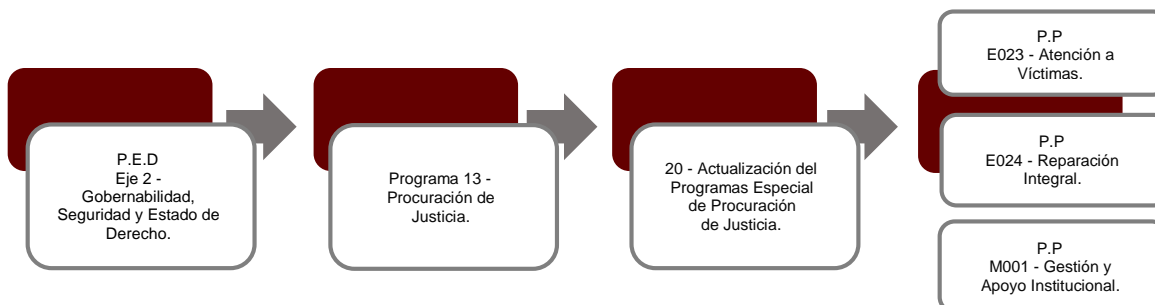 P.E.D
Eje 2 -
Gobernabilidad,
Seguridad y Estado de
Derecho.
Programa 13 -
Procuración de
Justicia.
20 - Actualización del
Programas Especial
de Procuración
de Justicia.
P.P
E023 - Atención a
Víctimas.
P.P
E024 - Reparación
Integral.
P.P
M001 - Gestión y
Apoyo Institucional.